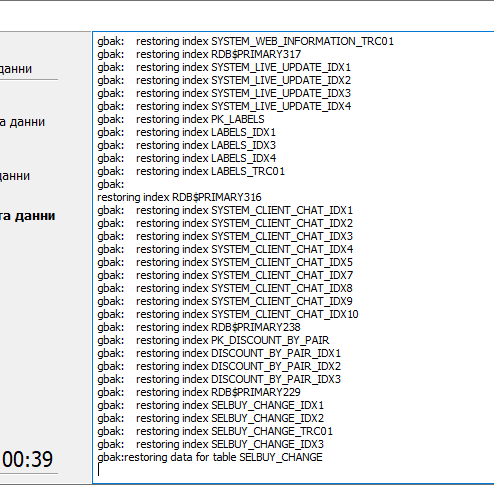 данни
а данни
данни
та данни
00:39
gbak: restoring index SYSTEM_WEB_INFORMATION_TRC01
gbak: restoring index RDB$PRIMARY317
gbak: restoring index SYSTEM_LIVE_UPDATE_IDX1
gbak: restoring index SYSTEM_LIVE_UPDATE_IDX2
gbak: restoring index SYSTEM_LIVE_UPDATE_IDX3
gbak: restoring index SYSTEM_LIVE_UPDATE_IDX4
gbak: restoring index PK_LABELS
gbak: restoring index LABELS_IDX1
gbak: restoring index LABELS_IDX3
gbak: restoring index LABELS_IDX4
gbak: restoring index LABELS_TRC01
gbak:
restoring index RDB$PRIMARY316
gbak: restoring index SYSTEM_CLIENT_CHAT_IDX1
gbak: restoring index SYSTEM_CLIENT_CHAT_IDX2
gbak: restoring index SYSTEM_CLIENT_CHAT_IDX3
gbak: restoring index SYSTEM_CLIENT_CHAT_IDX4
gbak: restoring index SYSTEM_CLIENT_CHAT_IDX5
gbak: restoring index SYSTEM_CLIENT_CHAT_IDX7
gbak: restoring index SYSTEM_CLIENT_CHAT_IDX8
gbak: restoring index SYSTEM_CLIENT_CHAT_IDX9
gbak: restoring index SYSTEM_CLIENT_CHAT_IDX10
gbak: restoring index RDB$PRIMARY238
gbak: restoring index PK_DISCOUNT_BY_PAIR
gbak: restoring index DISCOUNT_BY_PAIR_IDX1
gbak: restoring index DISCOUNT_BY_PAIR_IDX2
gbak: restoring index DISCOUNT_BY_PAIR_IDX3
gbak: restoring index RDB$PRIMARY229
gbak: restoring index SELBUY_CHANGE_IDX1
gbak: restoring index SELBUY_CHANGE_IDX2
gbak: restoring index SELBUY_CHANGE_TRC01
gbak: restoring index SELBUY_CHANGE_IDX3
gbak:restoring data for table SELBUY_CHANGE